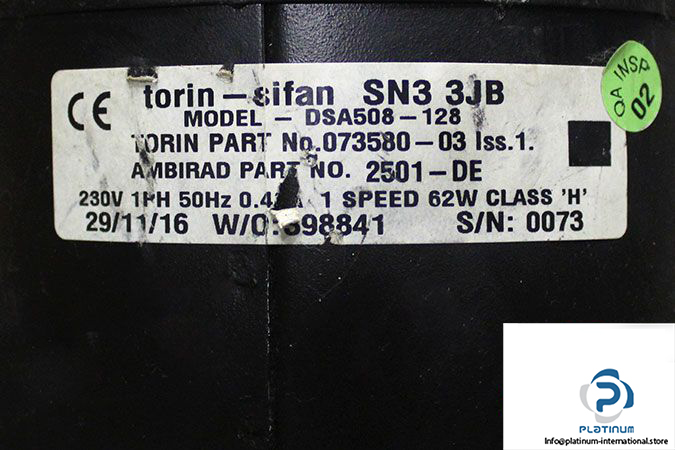 CE torin-sifan SN3 3JB
MODEL - DSA508-128
TORIN PART No.073580-03 Iss.1.
AMBIRAD PART NO. 2501-DE
230V 1PH 50Hz 1 SPEED 62W CLASS 'H'
29/11/16 W/O: S/N: 0073
QA INSP
02
PLATINUM
Info@platinum-international.store